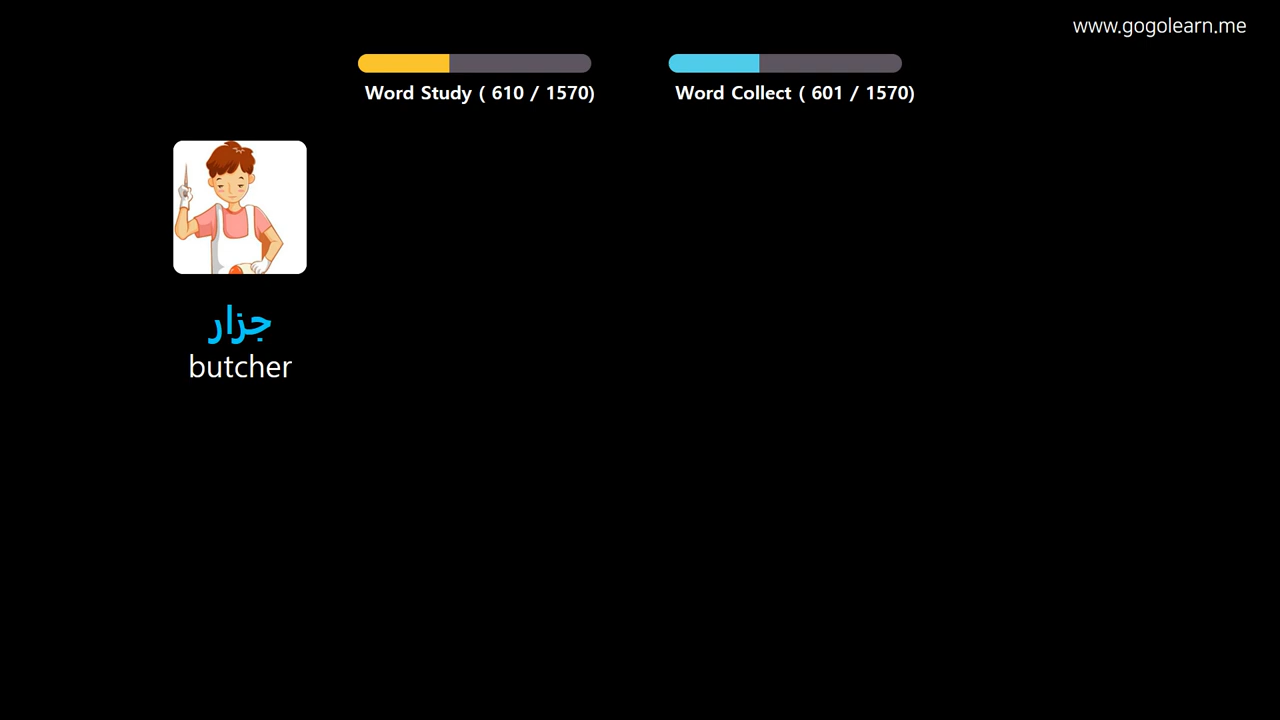 www.gogolearn.me
Word Study ( 610 / 1570)
Word Collect ( 601 / 1570)
جزار
butcher